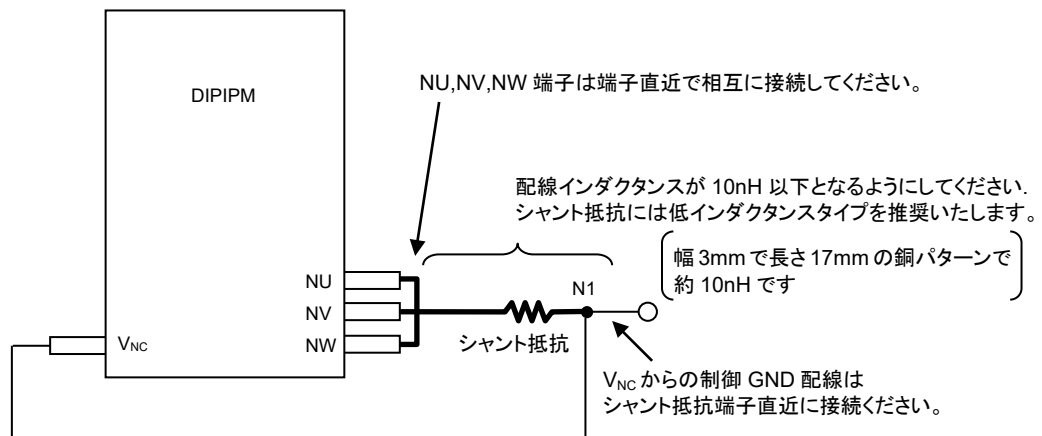 DIPIPM
NU,NV,NW 端子は端子直近で相互に接続してください。
配線インダクタンスが 10nH 以下となるようにしてください.
シャント抵抗には低インダクタンスタイプを推奨いたします。
幅 3mm で長さ 17mm の銅パターンで
約 10nH です
NU
N1
NV
シャント抵抗
VNC
NW
VNC からの制御 GND 配線は
シャント抵抗端子直近に接続ください。